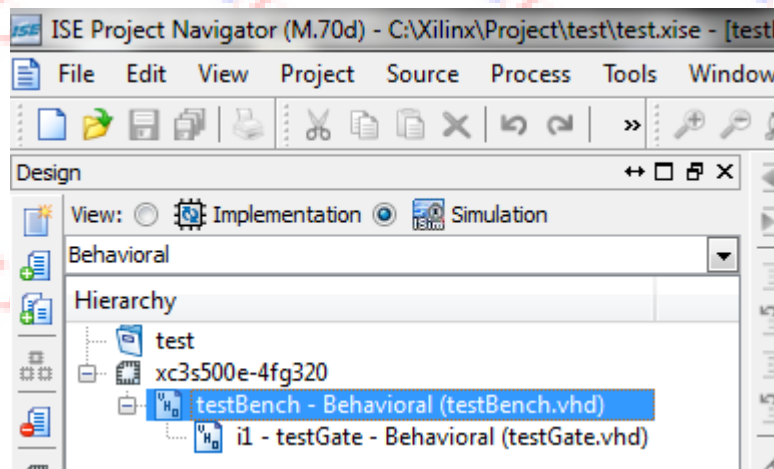 ISE Project Navigator (M.70d) - C:\Xilinx\Project\test\test.xise - [test
File Edit View Project Source Process Tools Window
»
Design
View: Implementation Simulation
Behavioral
Hierarchy
test
xc3s500e-4fg320
testBench - Behavioral (testBench.vhd)
i1 - testGate - Behavioral (testGate.vhd)